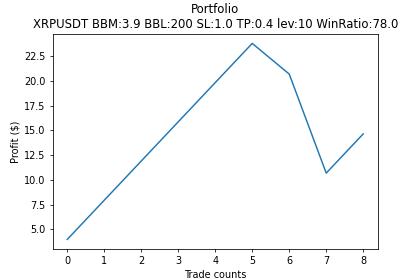 Portfolio
XRPUSDT BBM:3.9 BBL:200 SL:1.0 TP:0.4 lev:10 WinRatio:78.0
Profit ($)
22.5
20.0
17.5
15.0
12.5
10.0
7.5
5.0
0 1 2 3 4 5 6 7 8
Trade counts